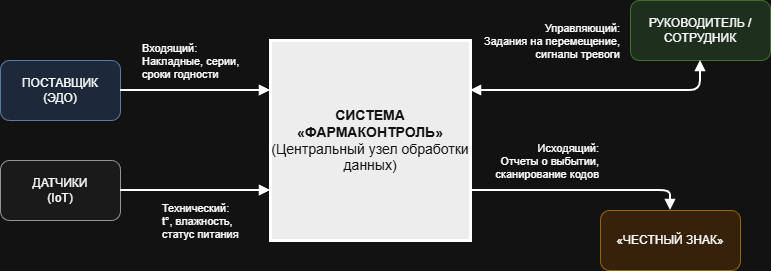 Входящий:
Накладные, серии,
сроки годности
ПОСТАВЩИК
(ЭДО)
Управляющий:
Задания на перемещение,
сигналы тревоги
РУКОВОДИТЕЛЬ /
СОТРУДНИК
СИСТЕМА
«ФАРМАКОНТРОЛЬ»
(Центральный узел обработки
данных)
ДАТЧИКИ
(IoT)
Технический:
t°, влажность,
статус питания
Исходящий:
Отчеты о выбытии,
сканирование кодов
«ЧЕСТНЫЙ ЗНАК»